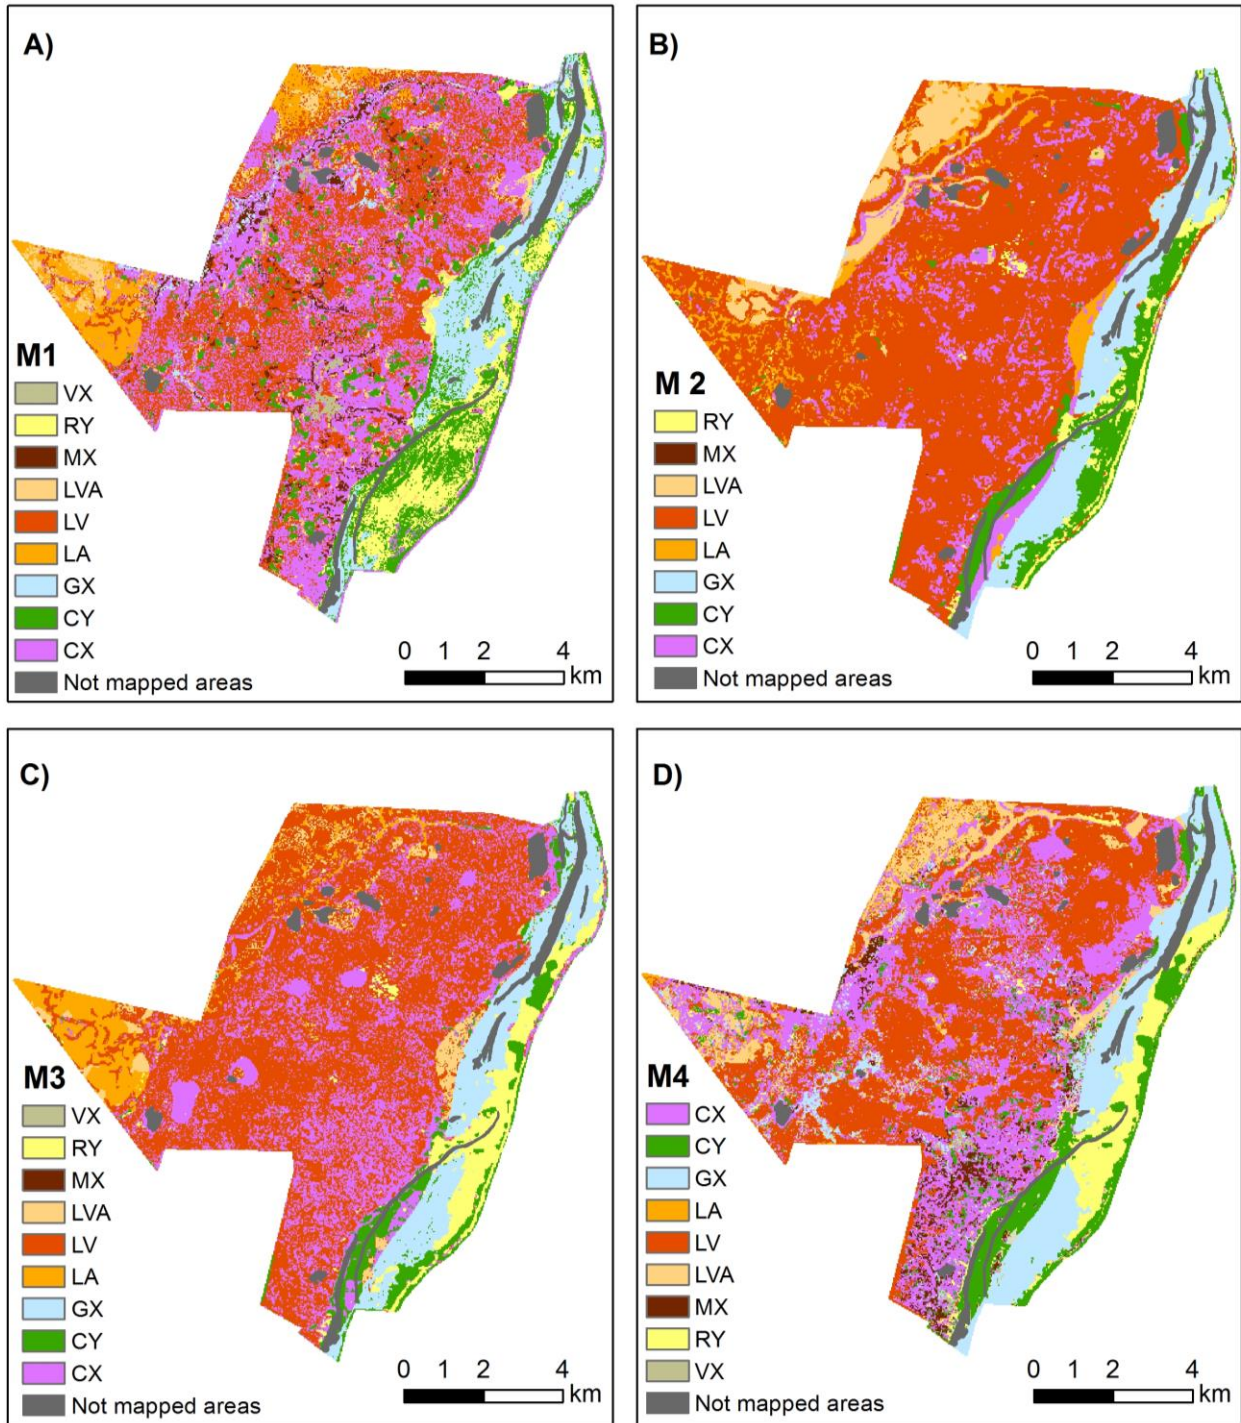 A)
M1
VX
RY
MX
LVA
LV
LA
GX
CY
CX
Not mapped areas
0 1 2 4
km
B)
M 2
RY
MX
LVA
LV
LA
GX
CY
CX
Not mapped areas
0 1 2 4
km
C)
M3
VX
RY
MX
LVA
LV
LA
GX
CY
CX
Not mapped areas
0 1 2 4
km
D)
M4
CX
CY
GX
LA
LV
LVA
MX
RY
VX
Not mapped areas
0 1 2 4
km